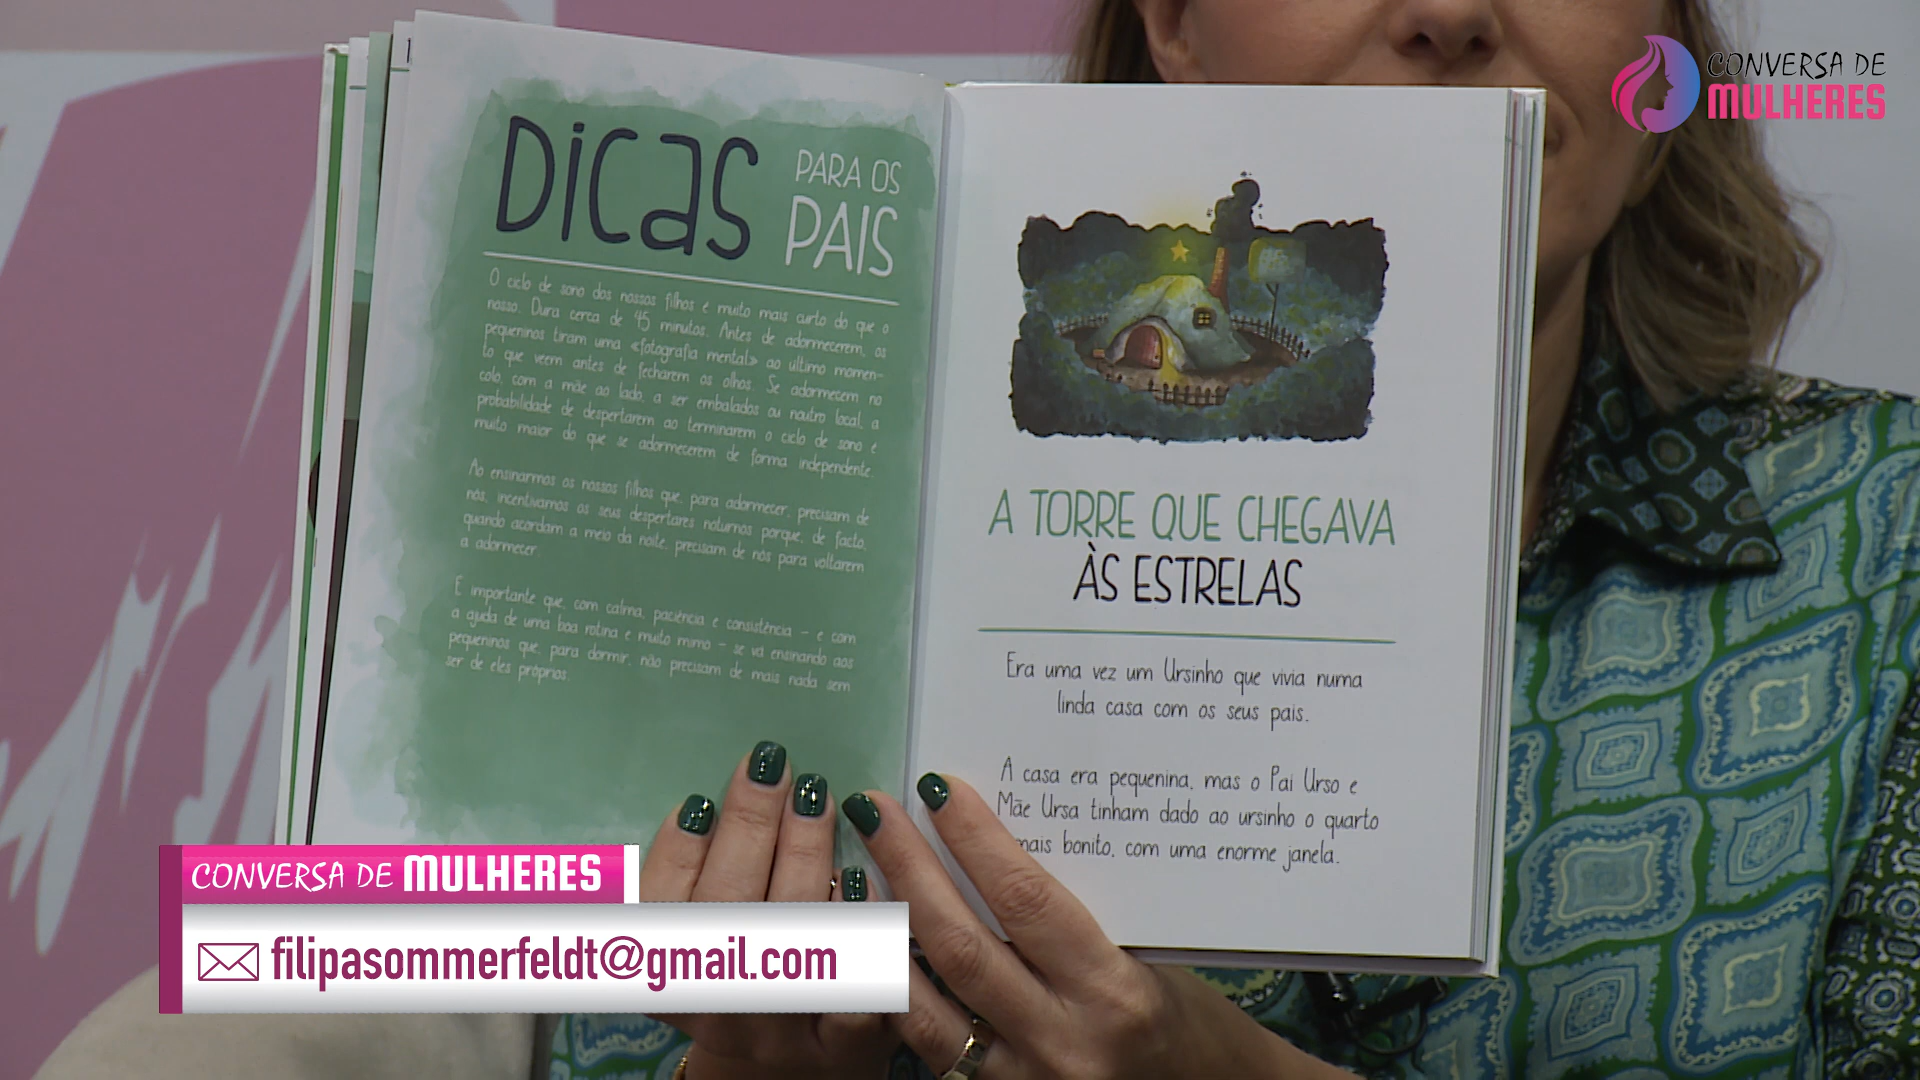 CONVERSA DE
MULHERES
DICAS PARA OS
PAIS
O ciclo de sono dos nossos filhos é muito mais curto do que o
nosso. Dura cerca de 45 minutos. Antes de adormecerem, os
pequeninos tiram uma «fotografia mental» ao último momen-
to que veem antes de fecharem os olhos. Se adormecem no
colo, com a mãe ao lado, a ser embalados ou noutro local, a
probabilidade de despertarem ao terminarem o ciclo de sono é
muito maior do que se adormecerem de forma independente.
Ao ensinarmos os nossos filhos que, para adormecer, precisam de
nós, incentivamos os seus despertares noturnos porque, de facto,
quando acordam a meio da noite, precisam de nós para voltarem
a adormecer.
É importante que, com calma, paciência e consistência – e com
a ajuda de uma boa rotina e muito mimo – se vá ensinando aos
pequeninos que, para dormir, não precisam de mais nada sem
ser de eles próprios.
A TORRE QUE CHEGAVA
ÀS ESTRELAS
Era uma vez um Ursinho que vivia numa
linda casa com os seus pais.
A casa era pequenina, mas o Pai Urso e
Mãe Ursa tinham dado ao ursinho o quarto
mais bonito, com uma enorme janela.
CONVERSA DE MULHERES
filipasommerfeldt@gmail.com